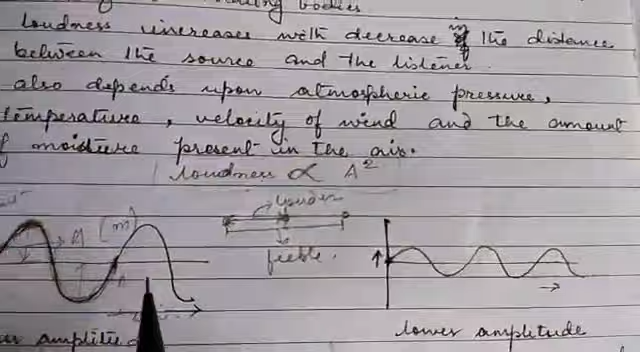 bodies
loudness increases with decrease in the distance
between the source and the listener.
also depends upon atmospheric pressure,
temperature, velocity of wind and the amount
of moisture present in the air.
loudness ∝ A²
louder
(m)
feeble.
lower amplitude